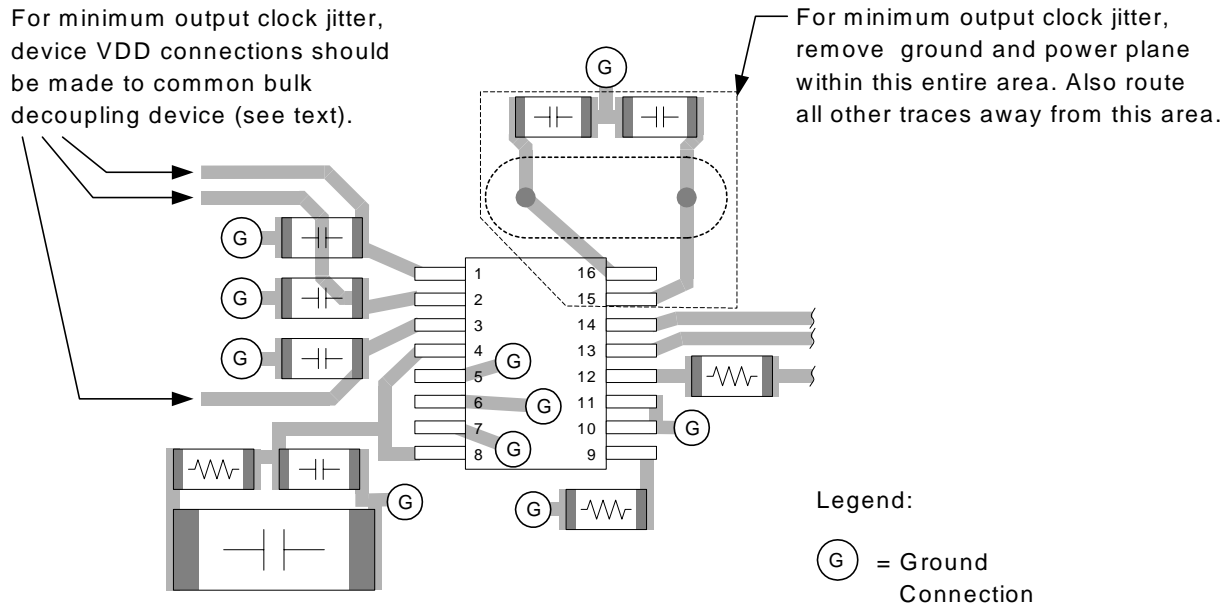 For minimum output clock jitter,
device VDD connections should
be made to common bulk
decoupling device (see text).
For minimum output clock jitter,
remove ground and power plane
within this entire area. Also route
all other traces away from this area.
G
G
G
G
1
2
3
4
5
6
7
8
16
15
14
13
12
11
10
9
G
G
G
G
G
G
Legend:
G = Ground
Connection